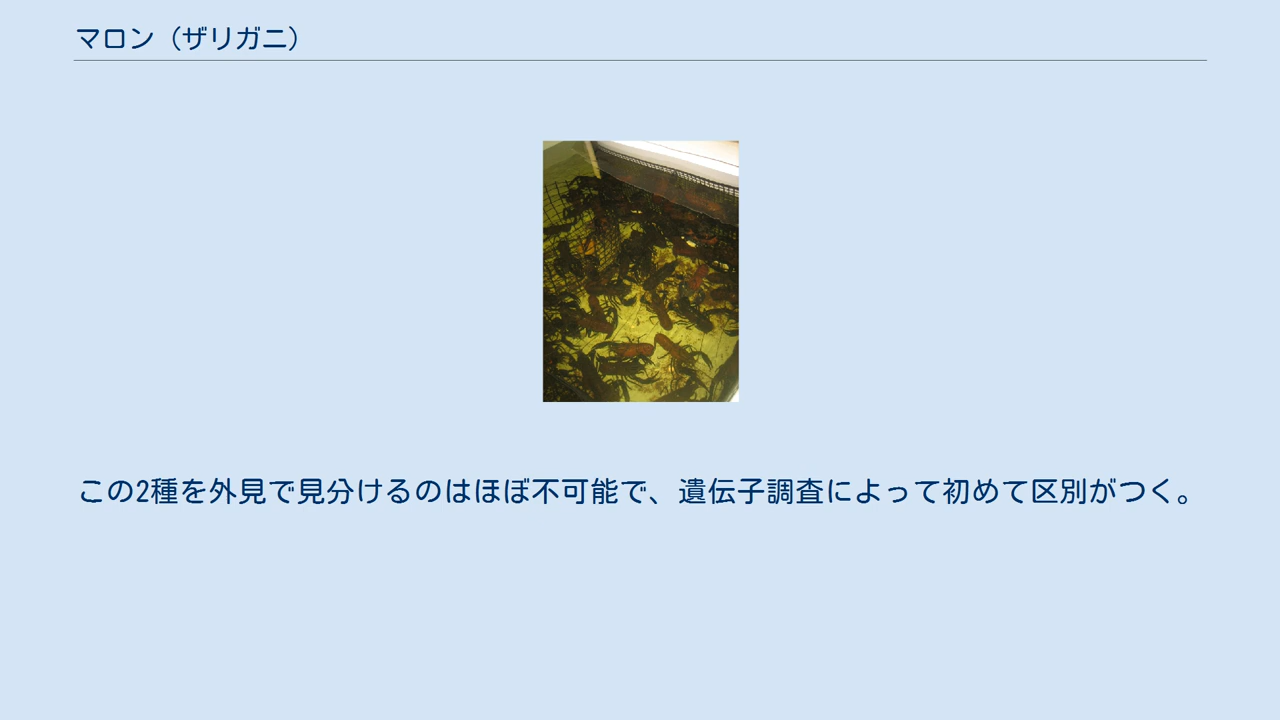 マロン（ザリガニ）
この2種を外見で見分けるのはほぼ不可能で、遺伝子調査によって初めて区別がつく。